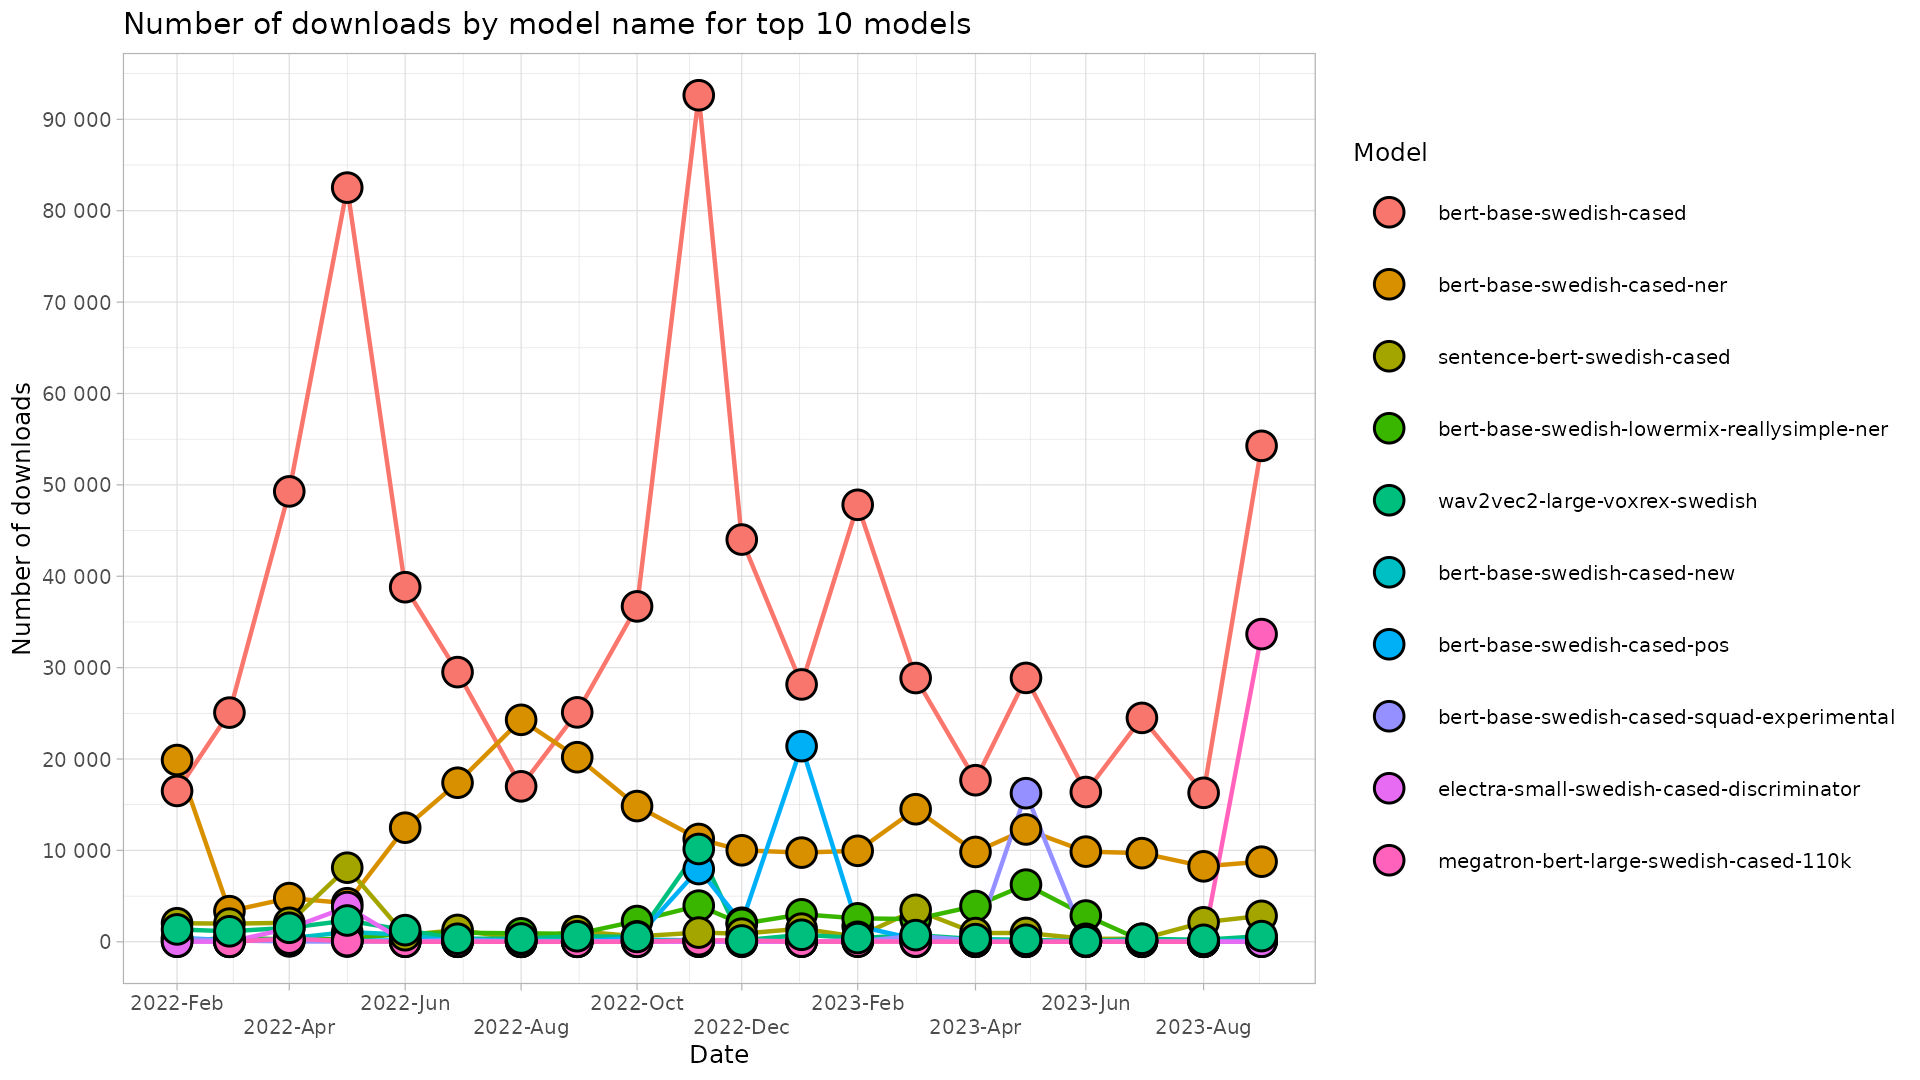 Number of downloads by model name for top 10 models
Number of downloads
90 000
80 000
70 000
60 000
50 000
40 000
30 000
20 000
10 000
0
2022-Feb
2022-Apr
2022-Jun
2022-Aug
2022-Oct
2022-Dec
2023-Feb
2023-Apr
2023-Jun
2023-Aug
Date
Model
bert-base-swedish-cased
bert-base-swedish-cased-ner
sentence-bert-swedish-cased
bert-base-swedish-lowermix-reallysimple-ner
wav2vec2-large-voxrex-swedish
bert-base-swedish-cased-new
bert-base-swedish-cased-pos
bert-base-swedish-cased-squad-experimental
electra-small-swedish-cased-discriminator
megatron-bert-large-swedish-cased-110k